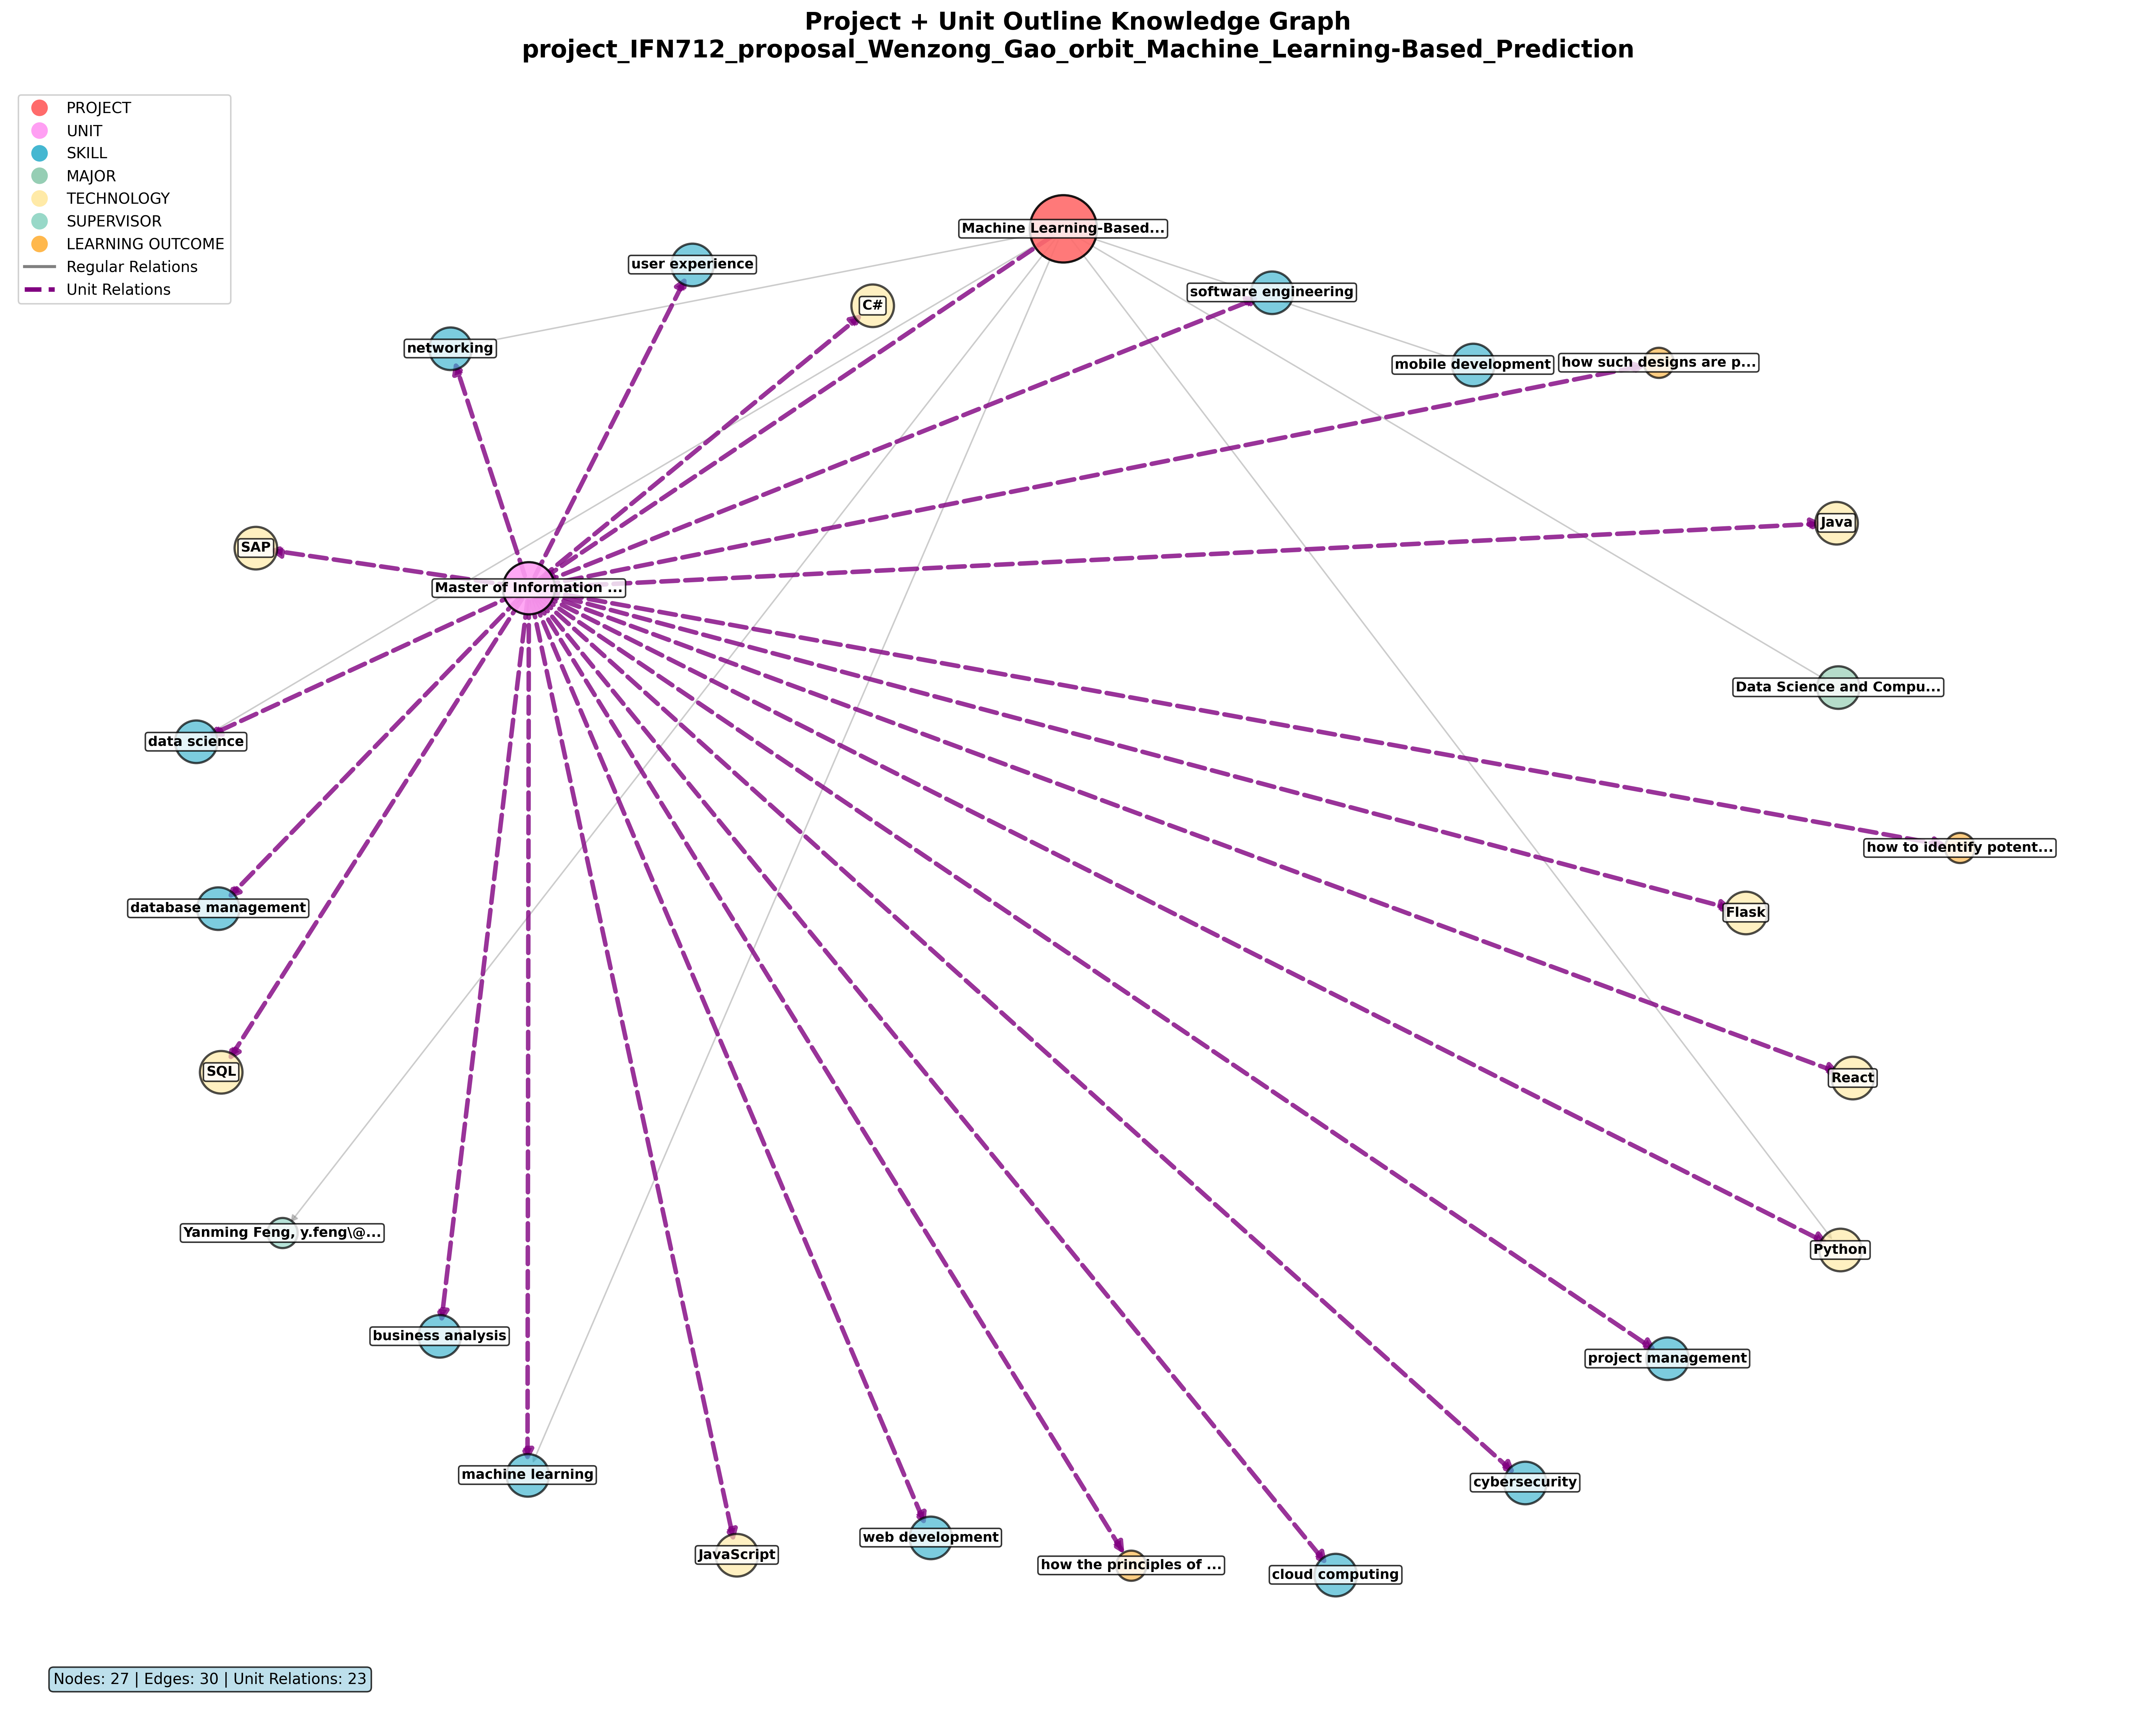 Project + Unit Outline Knowledge Graph
project_IFN712_proposal_Wenzong_Gao_orbit_Machine_Learning-Based_Prediction
PROJECT
UNIT
SKILL
MAJOR
TECHNOLOGY
SUPERVISOR
LEARNING OUTCOME
Regular Relations
Unit Relations
Machine Learning-Based...
user experience
C#
software engineering
networking
mobile development
how such designs are p...
Java
SAP
Master of Information ...
Data Science and Compu...
data science
how to identify potent...
database management
Flask
SQL
React
Yanming Feng, y.feng\@...
Python
business analysis
project management
machine learning
cybersecurity
JavaScript
web development
how the principles of ...
cloud computing
Nodes: 27 | Edges: 30 | Unit Relations: 23